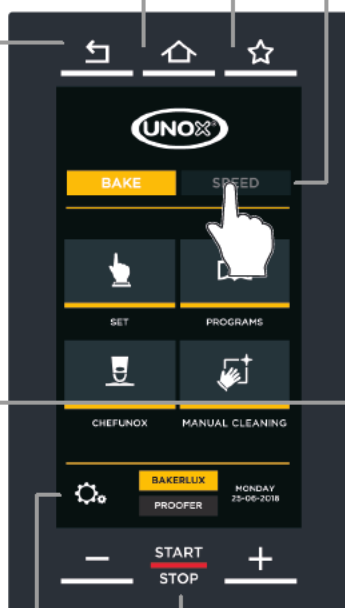 UNOX
BAKE SPEED
SET PROGRAMS
CHEFUNOX MANUAL CLEANING
BAKERLUX
PROOFER
MONDAY
25-06-2018
START
STOP